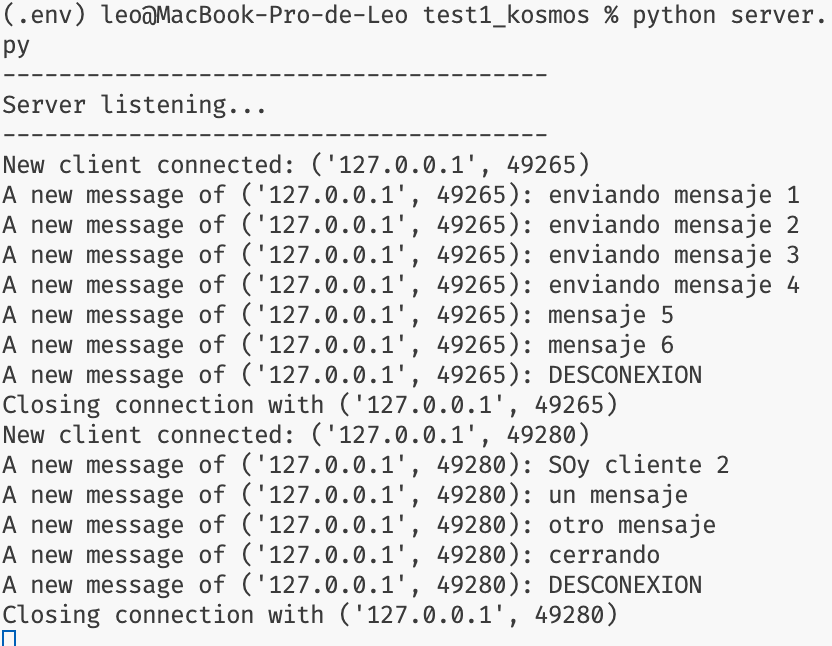 (.env) leo@MacBook-Pro-de-Leo test1_kosmos % python server.
py
---------------------------------------
Server listening...
---------------------------------------
New client connected: ('127.0.0.1', 49265)
A new message of ('127.0.0.1', 49265): enviando mensaje 1
A new message of ('127.0.0.1', 49265): enviando mensaje 2
A new message of ('127.0.0.1', 49265): enviando mensaje 3
A new message of ('127.0.0.1', 49265): enviando mensaje 4
A new message of ('127.0.0.1', 49265): mensaje 5
A new message of ('127.0.0.1', 49265): mensaje 6
A new message of ('127.0.0.1', 49265): DESCONEXION
Closing connection with ('127.0.0.1', 49265)
New client connected: ('127.0.0.1', 49280)
A new message of ('127.0.0.1', 49280): SOy cliente 2
A new message of ('127.0.0.1', 49280): un mensaje
A new message of ('127.0.0.1', 49280): otro mensaje
A new message of ('127.0.0.1', 49280): cerrando
A new message of ('127.0.0.1', 49280): DESCONEXION
Closing connection with ('127.0.0.1', 49280)